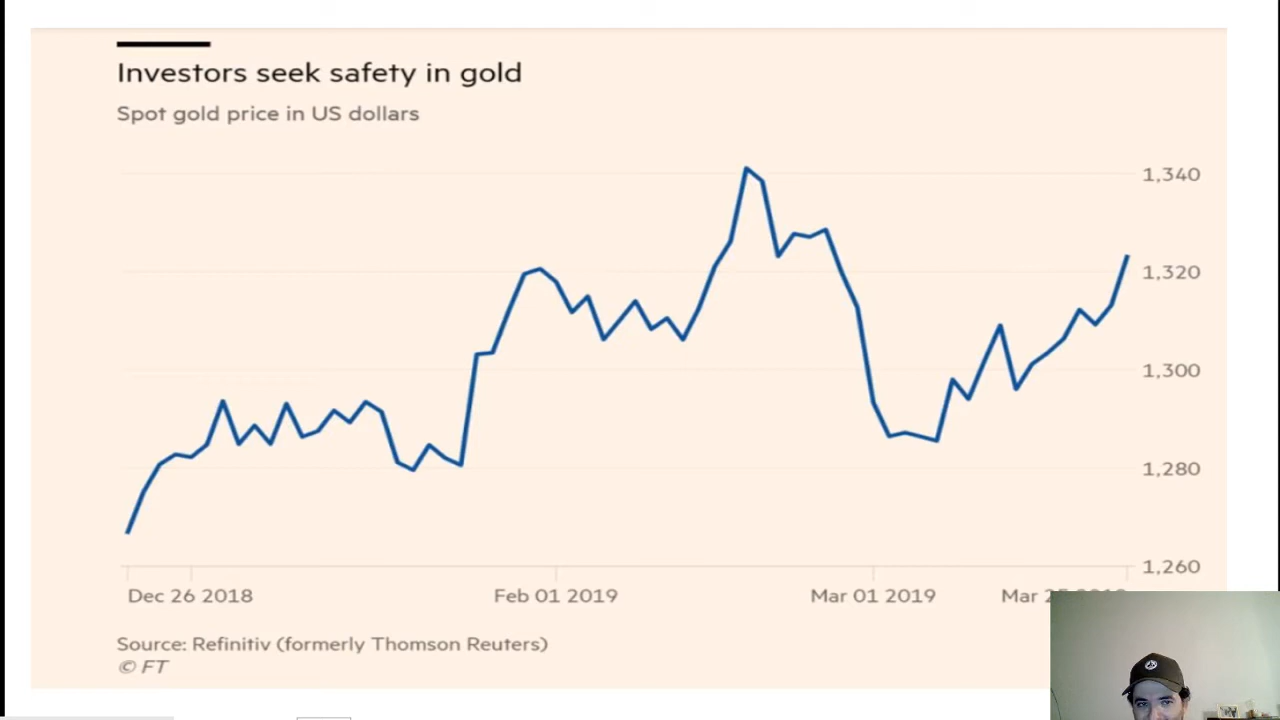 Investors seek safety in gold
Spot gold price in US dollars
1,340
1,320
1,300
1,280
1,260
Dec 26 2018 Feb 01 2019 Mar 01 2019 Mar
Source: Refinitiv (formerly Thomson Reuters)
© FT